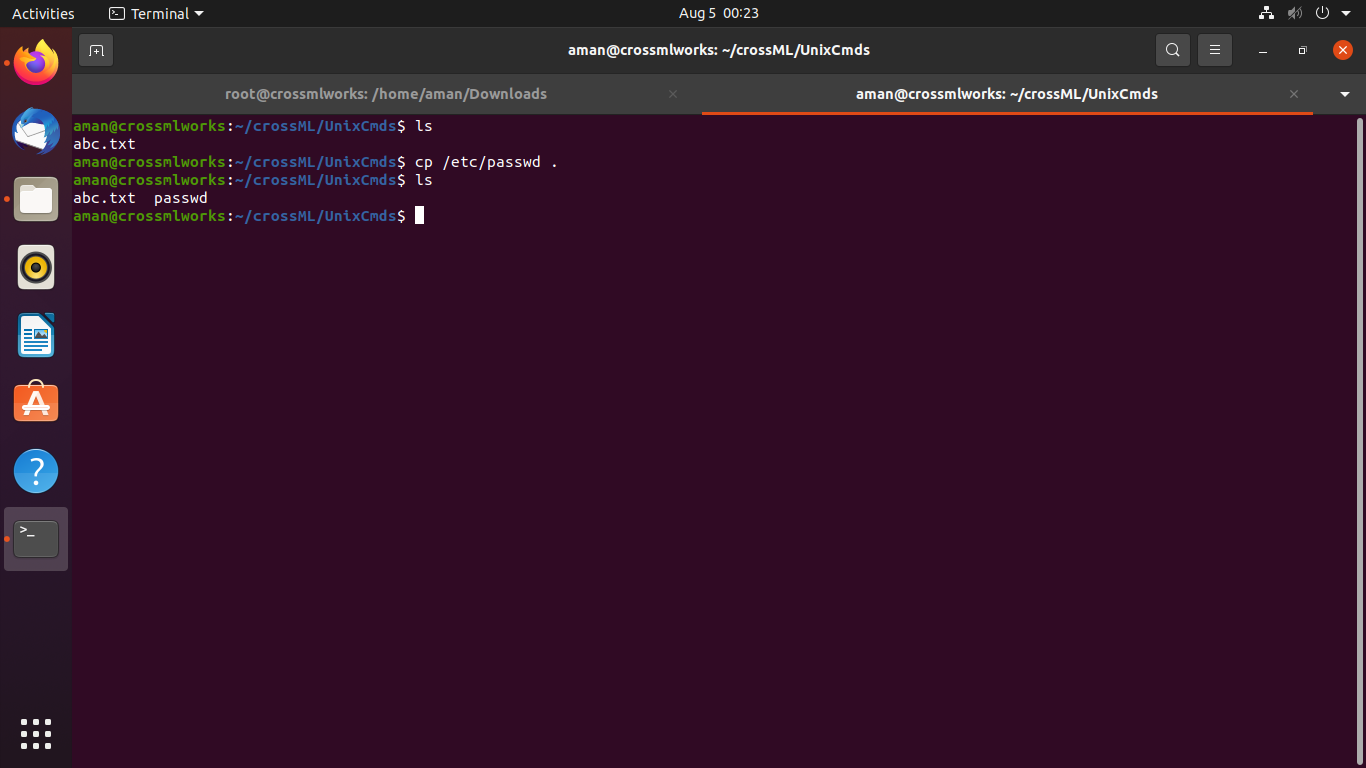 Activities Terminal Aug 5 00:23
aman@crossmlworks: ~/crossML/UnixCmds
root@crossmlworks: /home/aman/Downloads aman@crossmlworks: ~/crossML/UnixCmds
aman@crossmlworks:~/crossML/UnixCmds$ ls
abc.txt
aman@crossmlworks:~/crossML/UnixCmds$ cp /etc/passwd .
aman@crossmlworks:~/crossML/UnixCmds$ ls
abc.txt  passwd
aman@crossmlworks:~/crossML/UnixCmds$